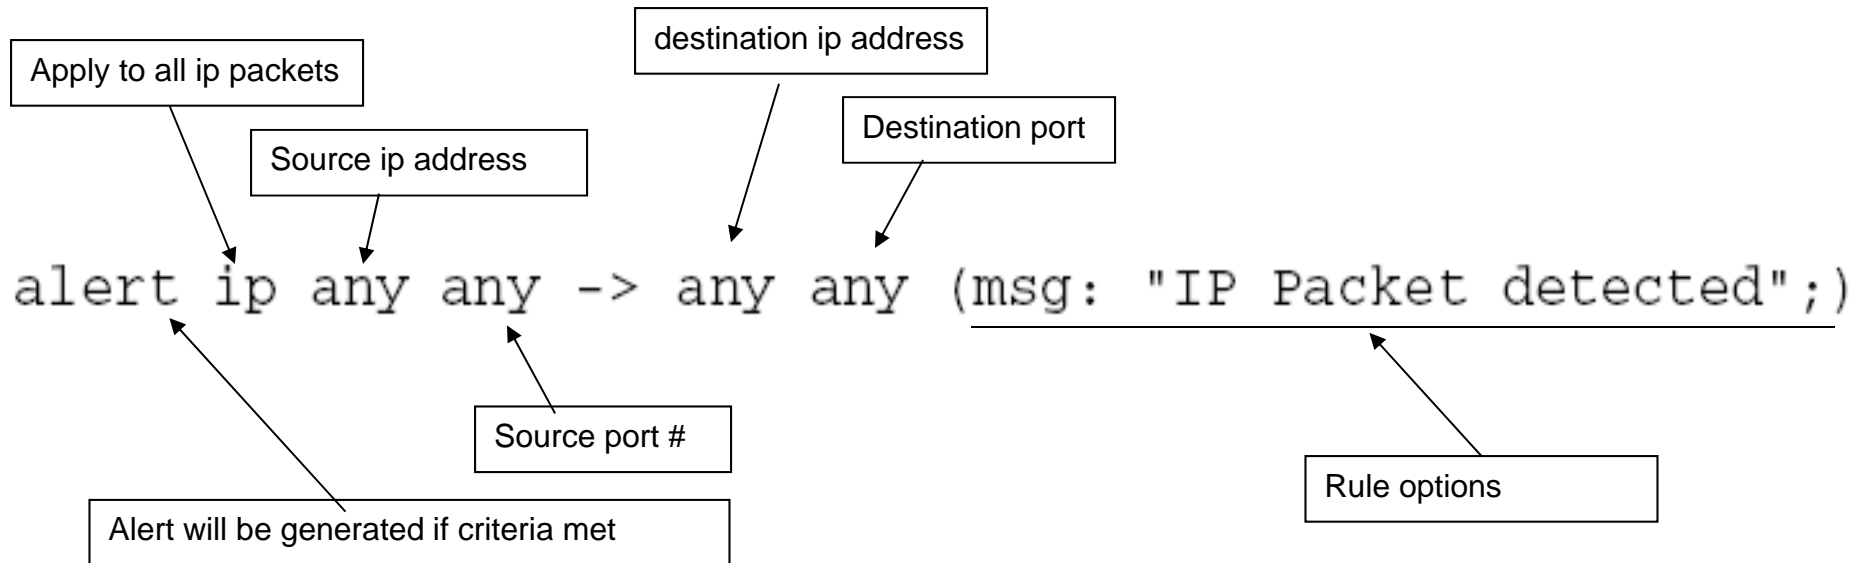 destination ip address
Apply to all ip packets
Destination port
Source ip address
alert ip any any -> any any (msg: "IP Packet detected";)
Source port #
Rule options
Alert will be generated if criteria met